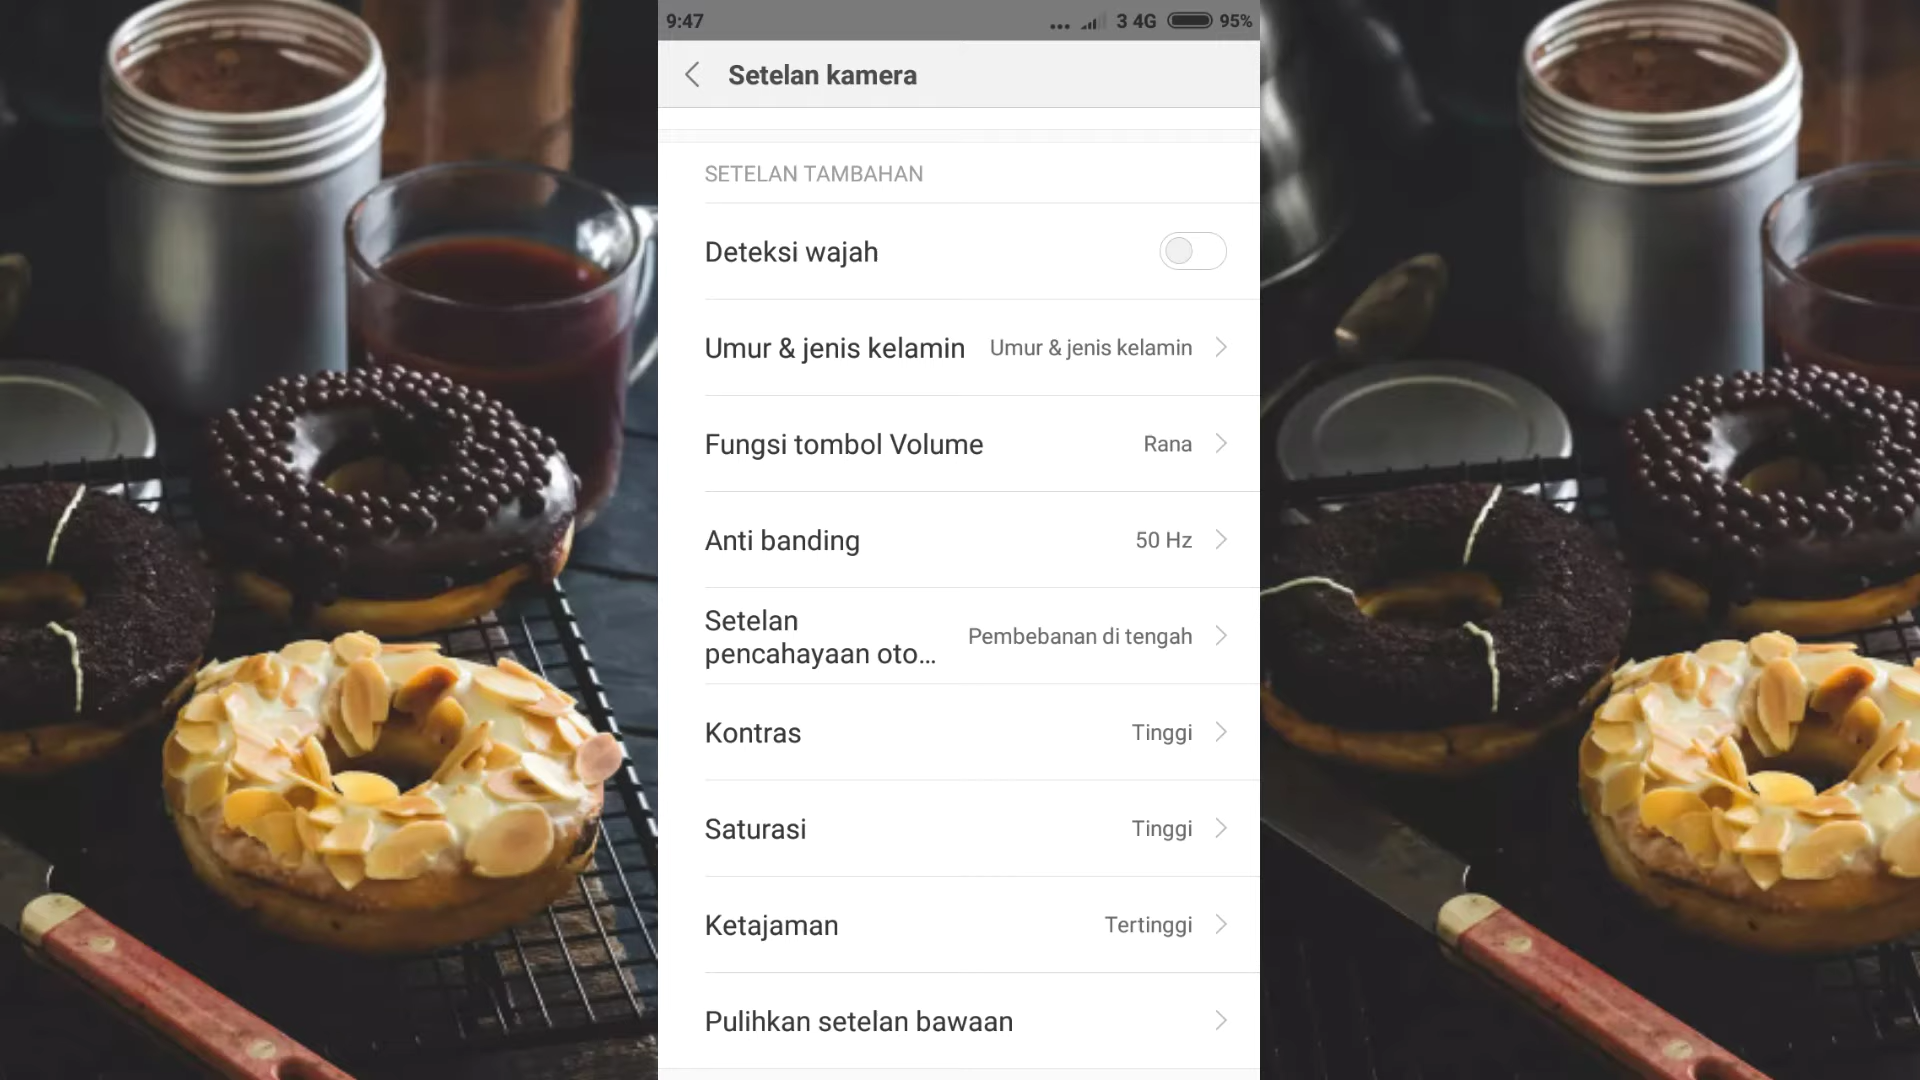 9:47 ... 3 4G 95%
Setelan kamera
SETELAN TAMBAHAN
Deteksi wajah
Umur & jenis kelamin Umur & jenis kelamin
Fungsi tombol Volume Rana
Anti banding 50 Hz
Setelan
pencahayaan oto... Pembebanan di tengah
Kontras Tinggi
Saturasi Tinggi
Ketajaman Tertinggi
Pulihkan setelan bawaan